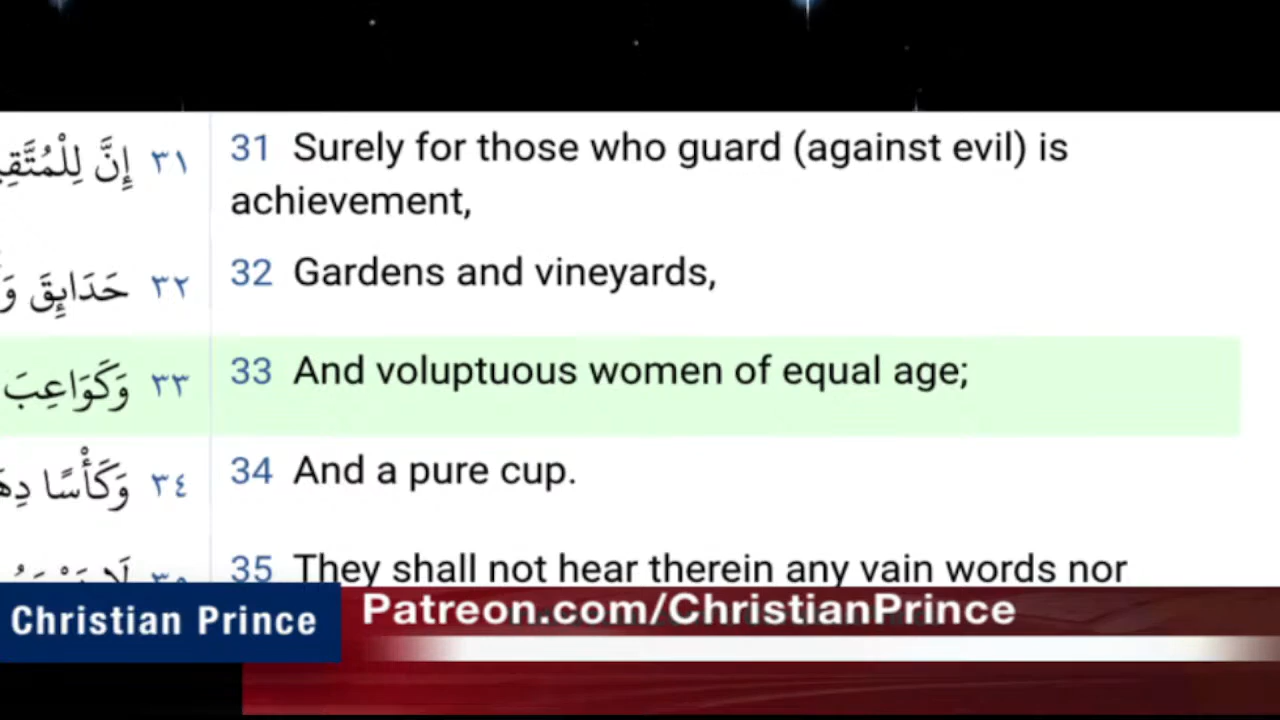 ٣١ إِنَّ
31 Surely for those who guard (against evil) is
achievement,
٣٢ حَدَائِقَ
32 Gardens and vineyards,
٣٣ وَكَوَاعِبَ
33 And voluptuous women of equal age;
٣٤ وَكَأْسًا
34 And a pure cup.
35 They shall not hear therein any vain words nor
Christian Prince
Patreon.com/ChristianPrince